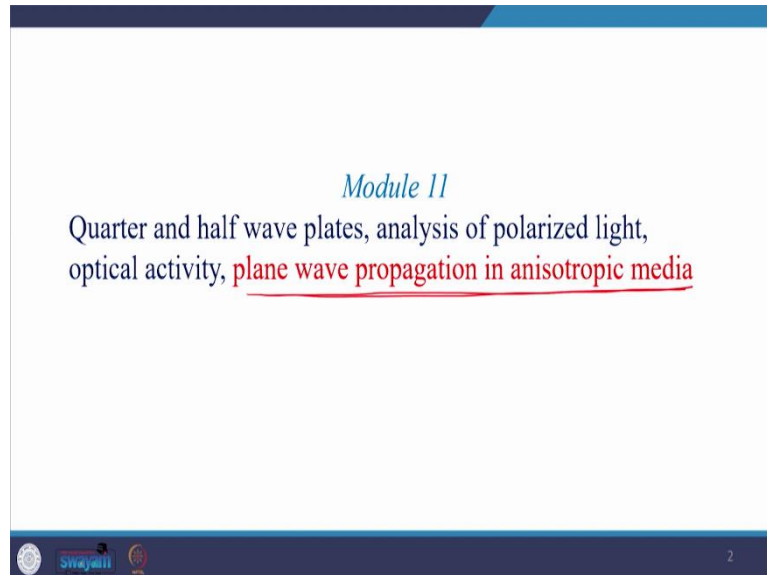 Module 11
Quarter and half wave plates, analysis of polarized light,
optical activity, plane wave propagation in anisotropic media
swayam
2